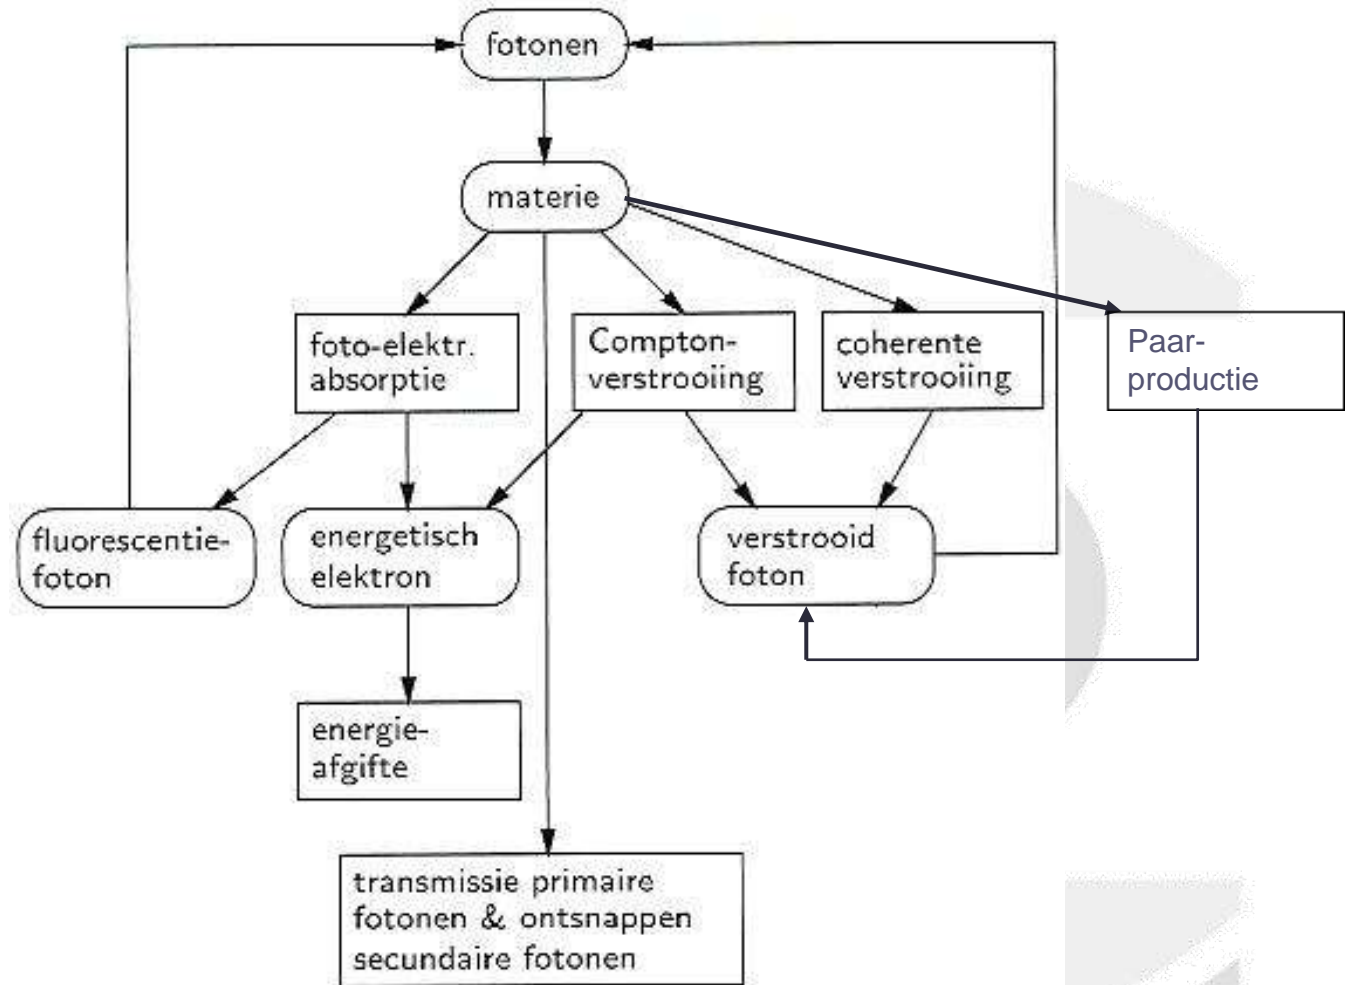 fotonen
materie
foto-elektr.
absorptie
Compton-
verstrooiing
coherente
verstrooiing
Paar-
productie
fluorescentie-
foton
energetisch
elektron
verstrooid
foton
energie-
afgifte
transmissie primaire
fotonen & ontsnappen
secundaire fotonen